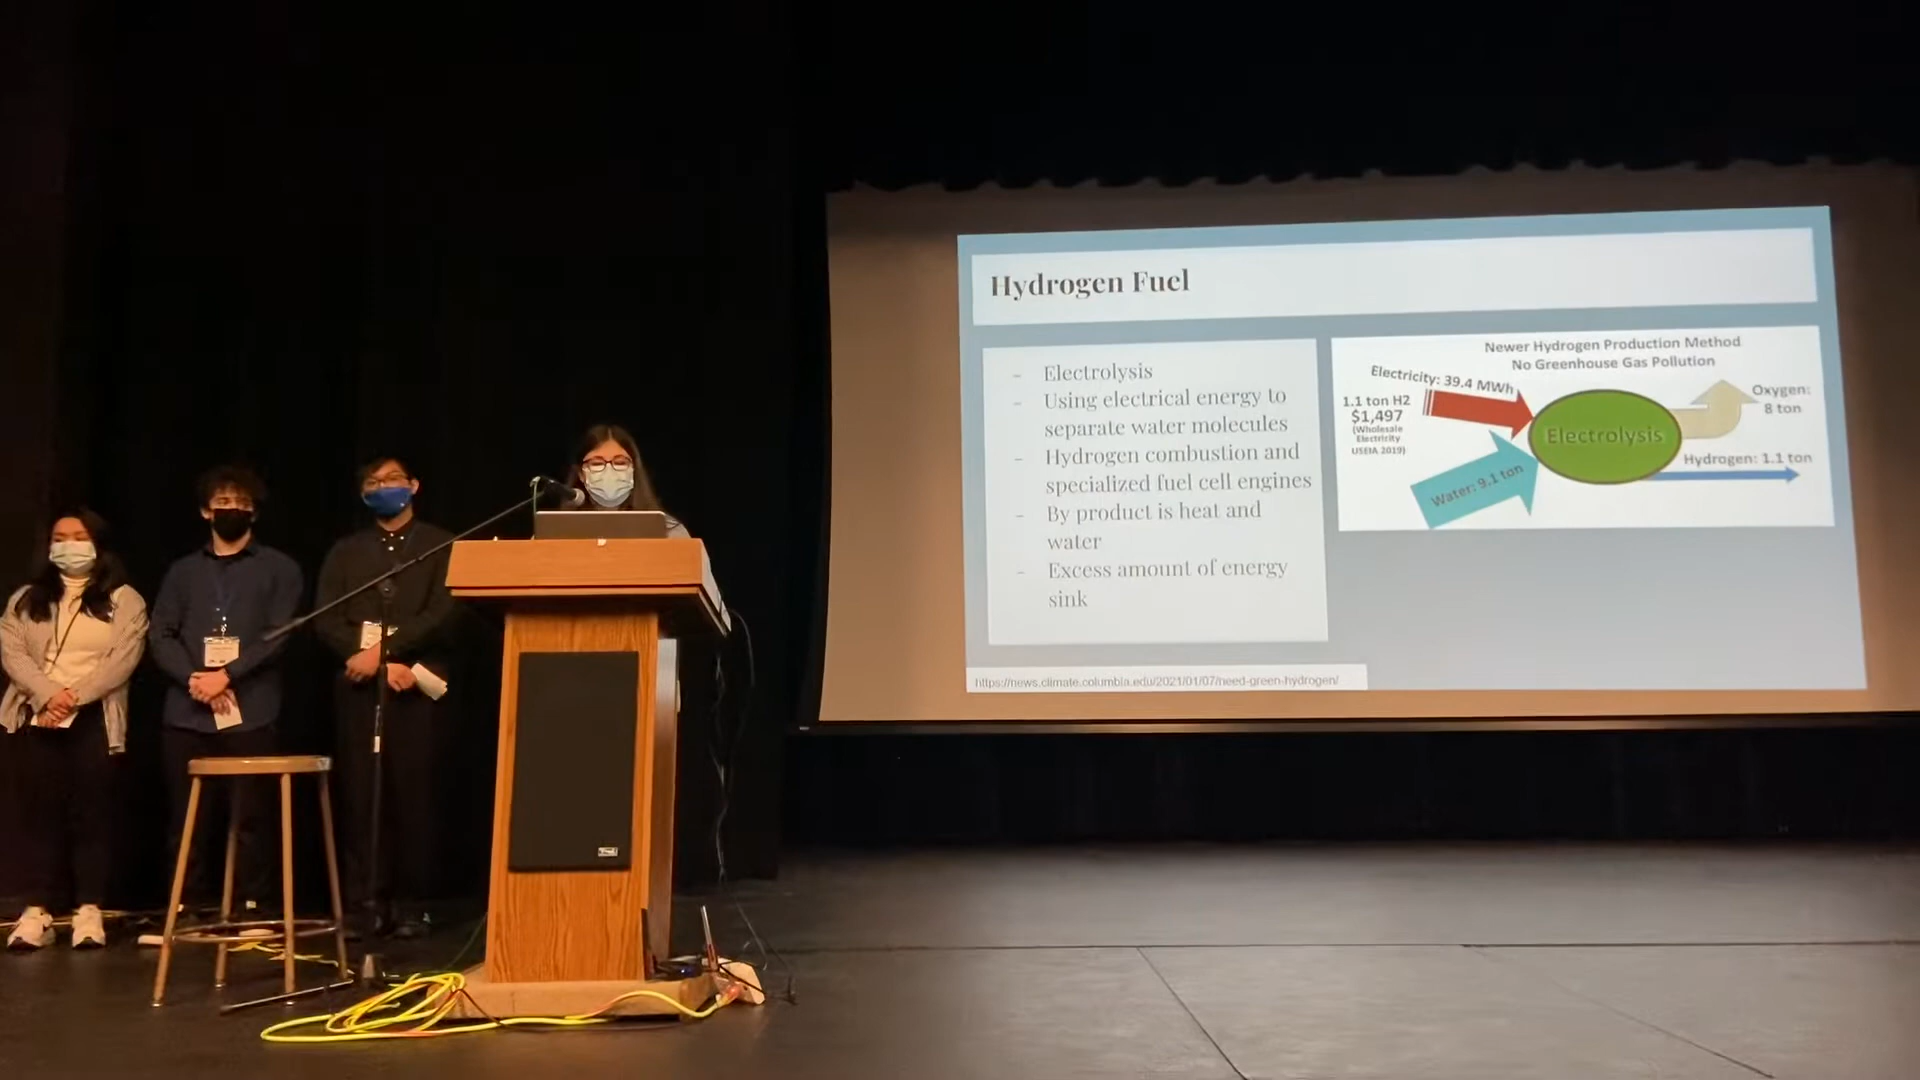 Hydrogen Fuel
- Electrolysis
- Using electrical energy to
separate water molecules
- Hydrogen combustion and
specialized fuel cell engines
- By product is heat and
water
- Excess amount of energy
sink
Newer Hydrogen Production Method
No Greenhouse Gas Pollution
Electricity: 39.4 MWh
1.1 ton H2
$1,497
(Wholesale
Electricity
USEIA 2019)
Water: 9.1 ton
Electrolysis
Oxygen:
8 ton
Hydrogen: 1.1 ton
https://news.climate.columbia.edu/2021/01/07/need-green-hydrogen/